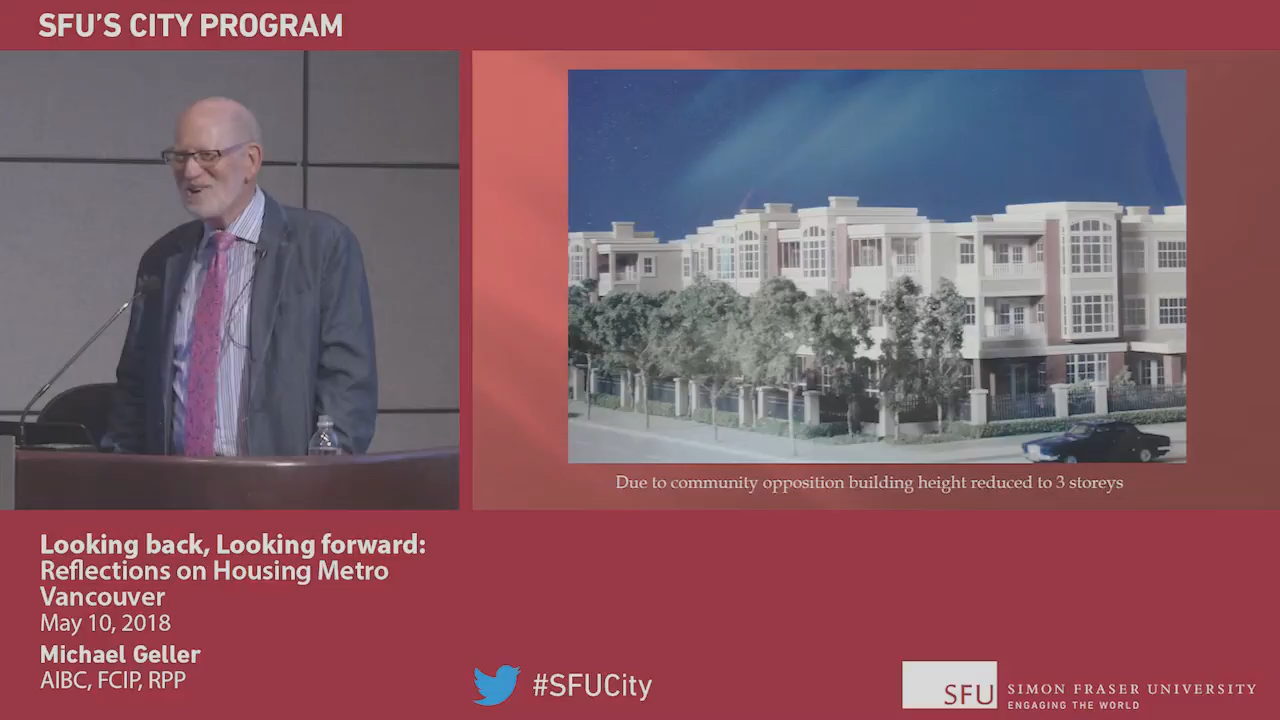 SFU'S CITY PROGRAM
Due to community opposition building height reduced to 3 storeys
Looking back, Looking forward:
Reflections on Housing Metro
Vancouver
May 10, 2018
Michael Geller
AIBC, FCIP, RPP
#SFUCity
SFU
SIMON FRASER UNIVERSITY
ENGAGING THE WORLD